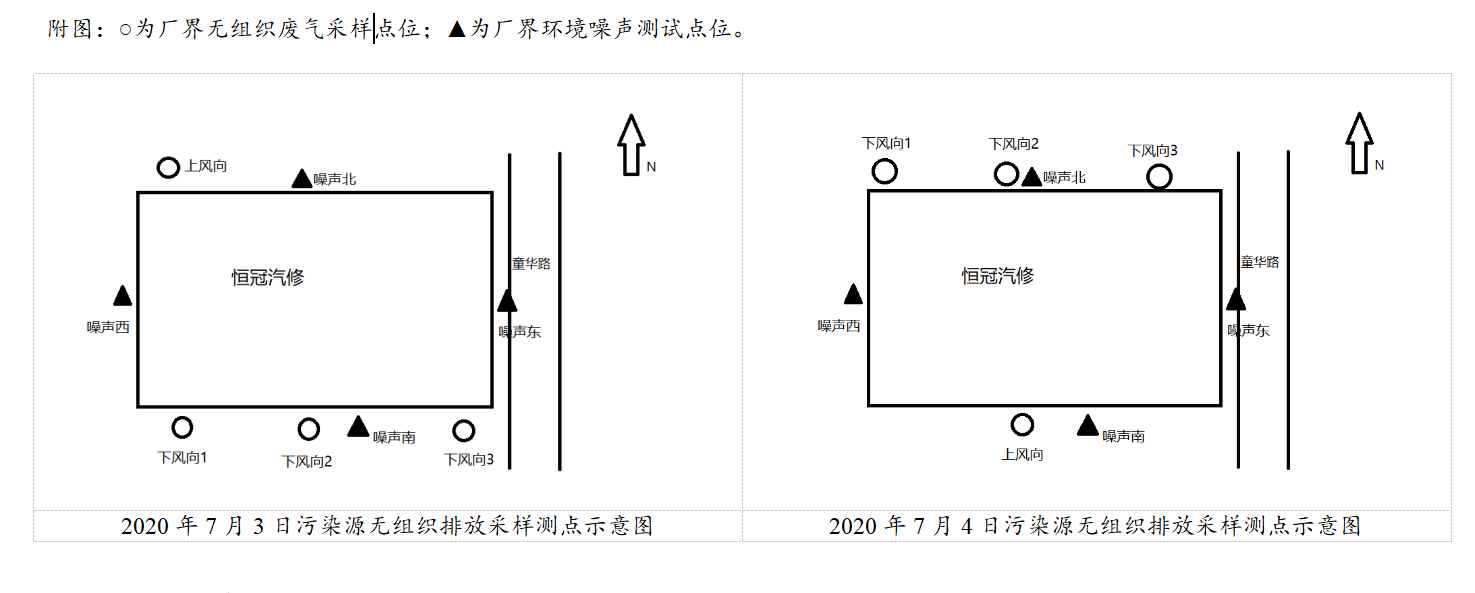 附图：○为厂界无组织废气采样点位；▲为厂界环境噪声测试点位。
上风向
噪声北
N
恒冠汽修
童华路
噪声西
噪声东
噪声南
下风向1
下风向2
下风向3
2020 年 7 月 3 日污染源无组织排放采样测点示意图
下风向1
下风向2
下风向3
噪声北
N
恒冠汽修
童华路
噪声西
噪声东
噪声南
上风向
2020 年 7 月 4 日污染源无组织排放采样测点示意图